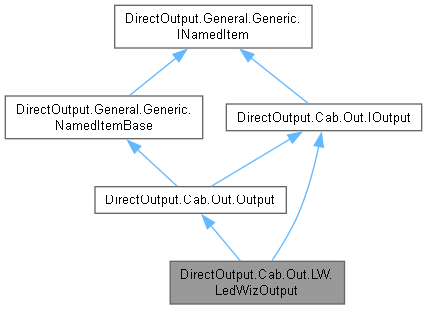 DirectOutput.General.Generic.
INamedItem
DirectOutput.General.Generic.
NamedItemBase
DirectOutput.Cab.Out.IOutput
DirectOutput.Cab.Out.Output
DirectOutput.Cab.Out.LW.
LedWizOutput